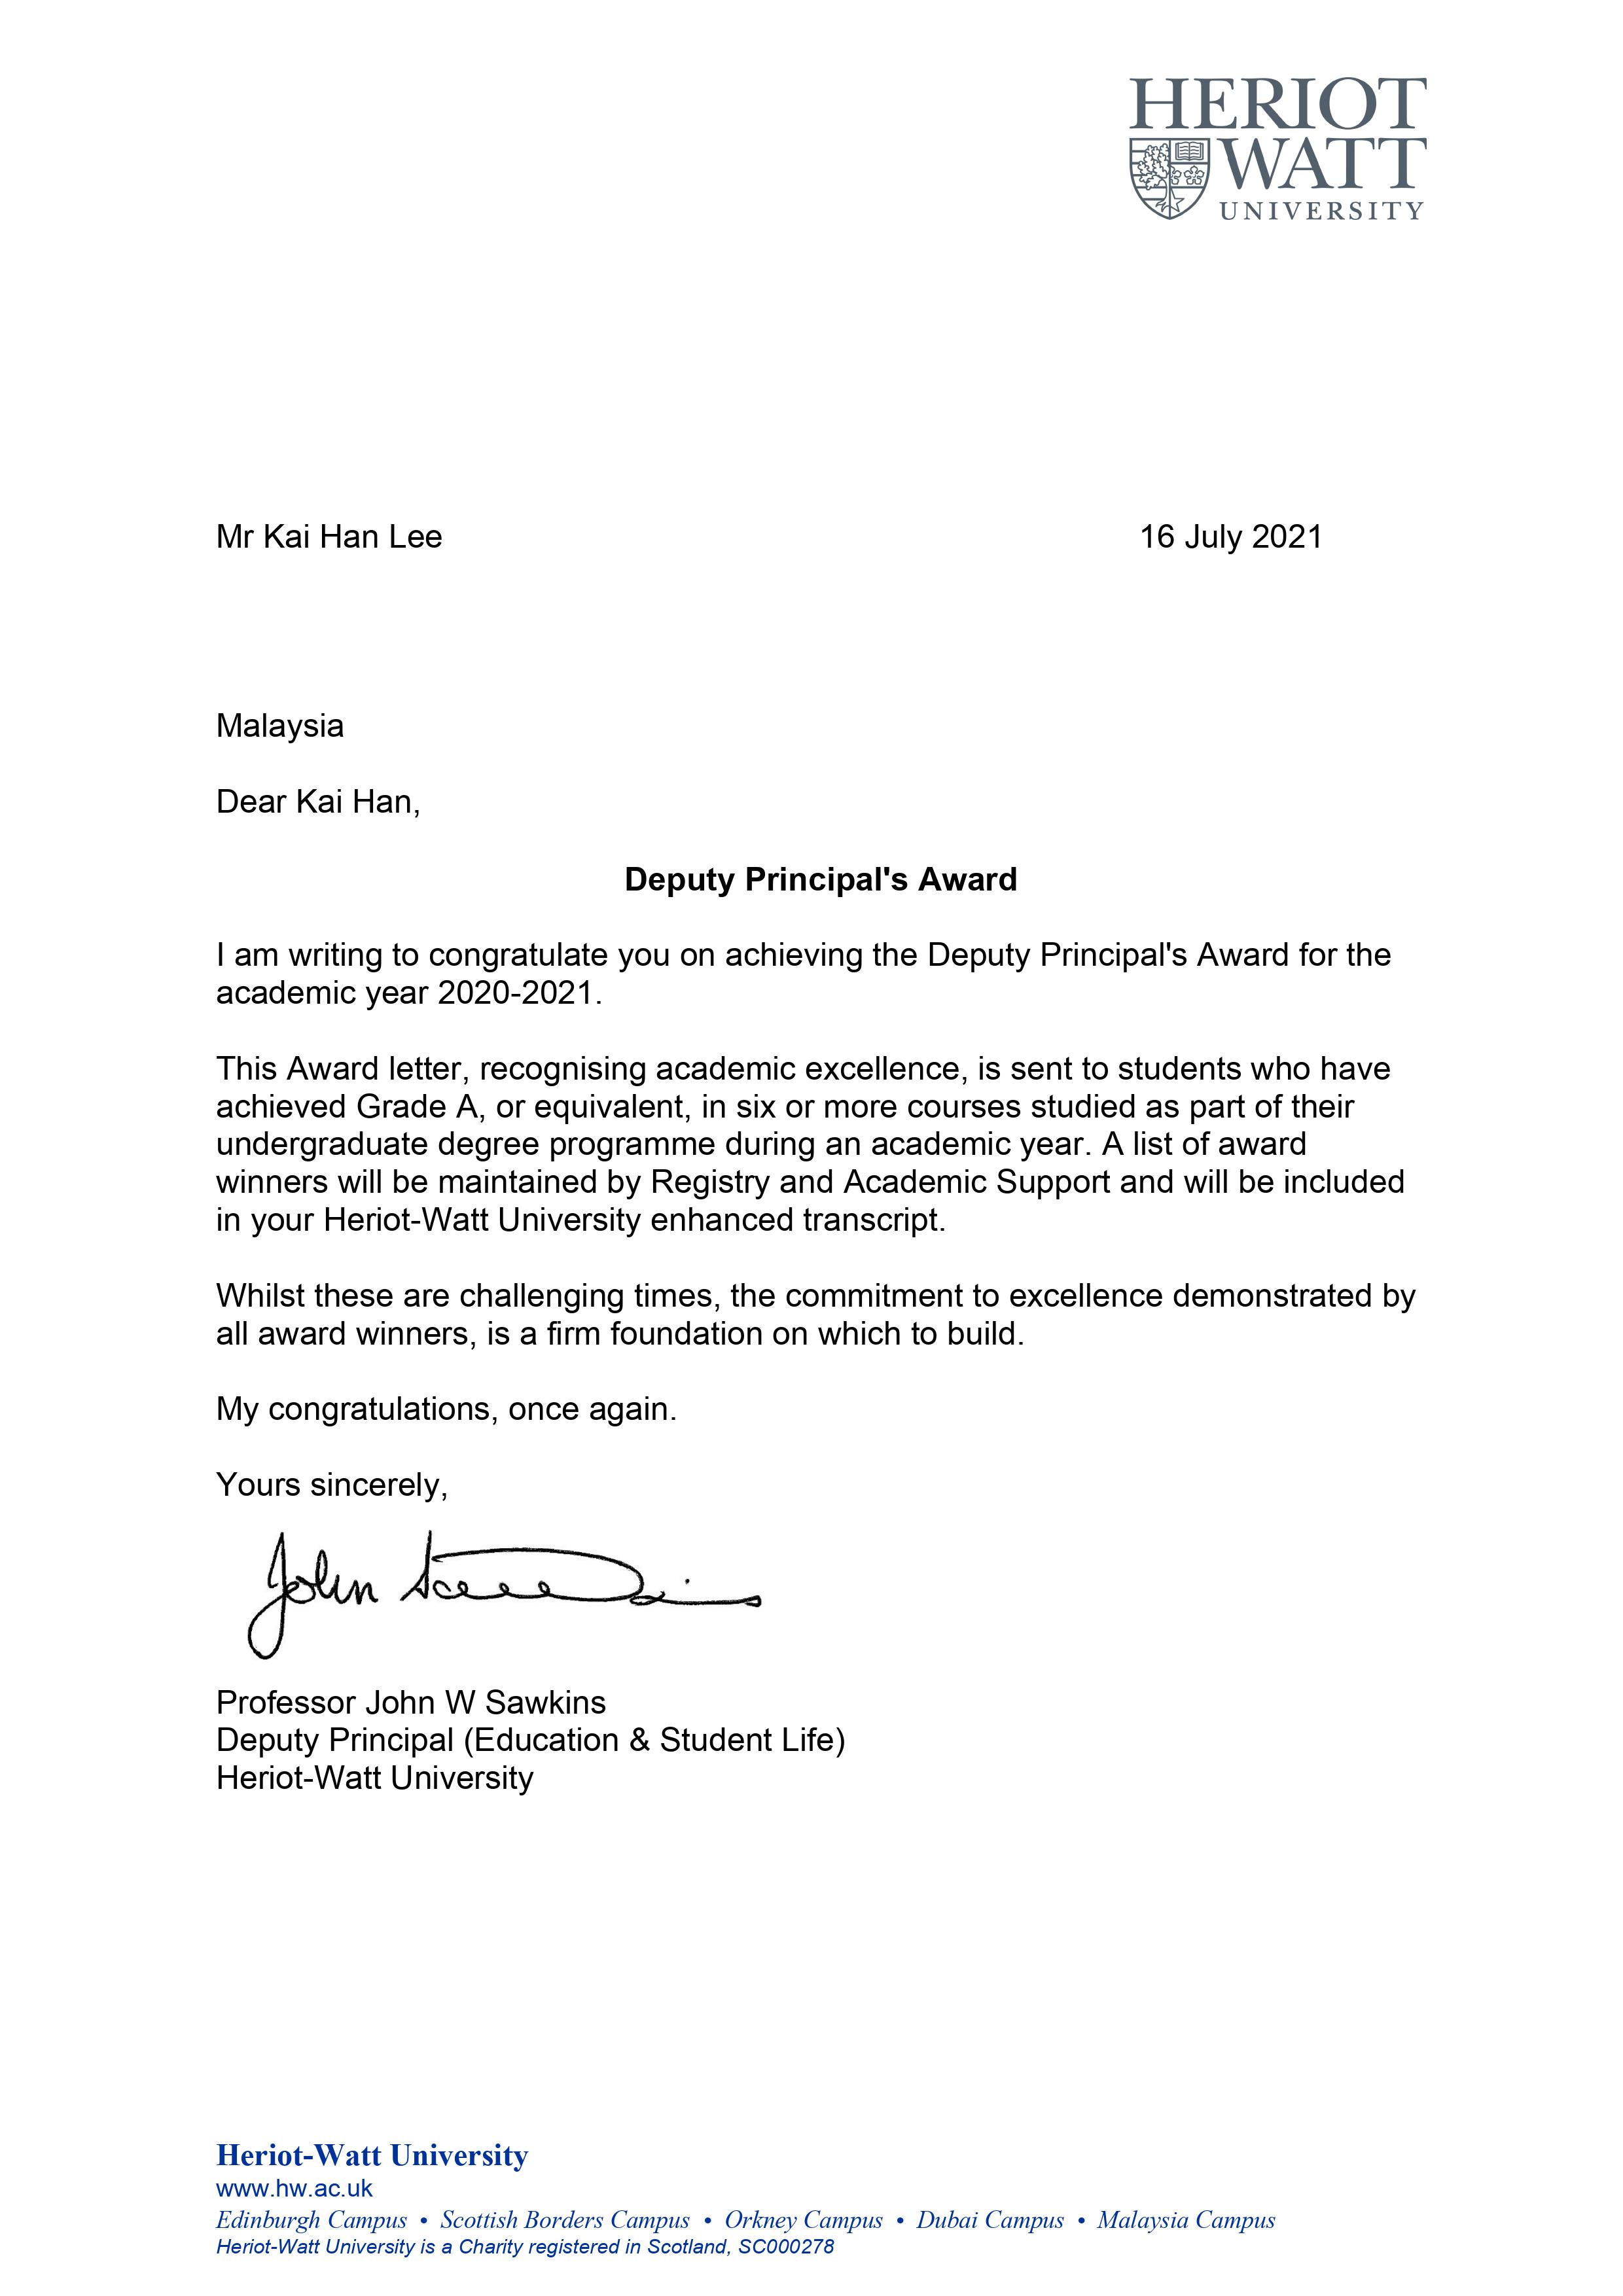 HERIOT
WATT
UNIVERSITY
Mr Kai Han Lee 16 July 2021
Malaysia
Dear Kai Han,
Deputy Principal's Award
I am writing to congratulate you on achieving the Deputy Principal's Award for the
academic year 2020-2021.
This Award letter, recognising academic excellence, is sent to students who have
achieved Grade A, or equivalent, in six or more courses studied as part of their
undergraduate degree programme during an academic year. A list of award
winners will be maintained by Registry and Academic Support and will be included
in your Heriot-Watt University enhanced transcript.
Whilst these are challenging times, the commitment to excellence demonstrated by
all award winners, is a firm foundation on which to build.
My congratulations, once again.
Yours sincerely,
John Sawkins
Professor John W Sawkins
Deputy Principal (Education & Student Life)
Heriot-Watt University
Heriot-Watt University
www.hw.ac.uk
Edinburgh Campus • Scottish Borders Campus • Orkney Campus • Dubai Campus • Malaysia Campus
Heriot-Watt University is a Charity registered in Scotland, SC000278